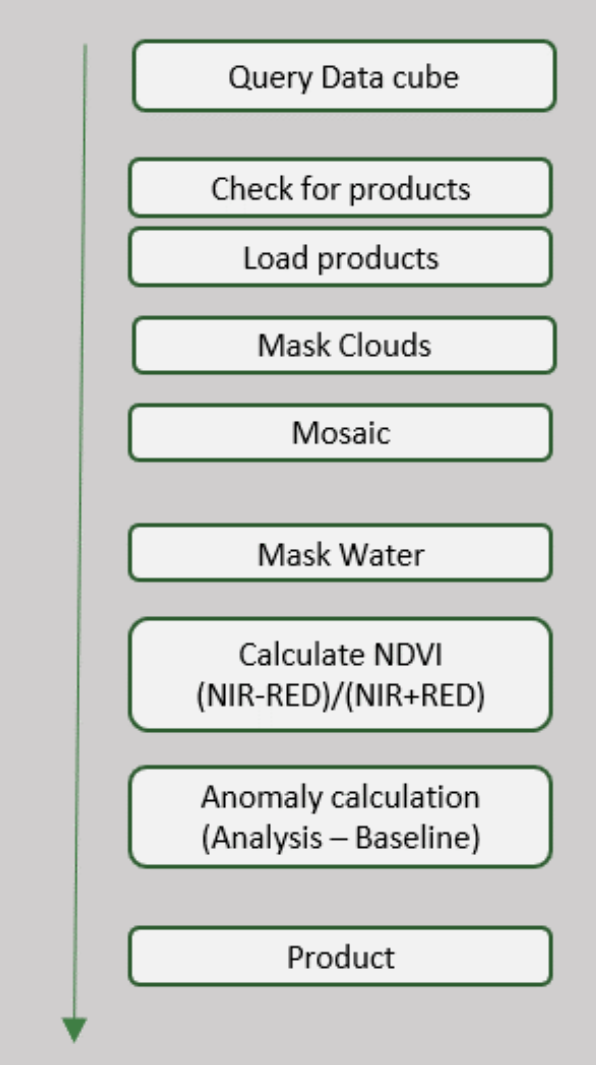 Query Data cube
Check for products
Load products
Mask Clouds
Mosaic
Mask Water
Calculate NDVI
(NIR-RED)/(NIR+RED)
Anomaly calculation
(Analysis – Baseline)
Product